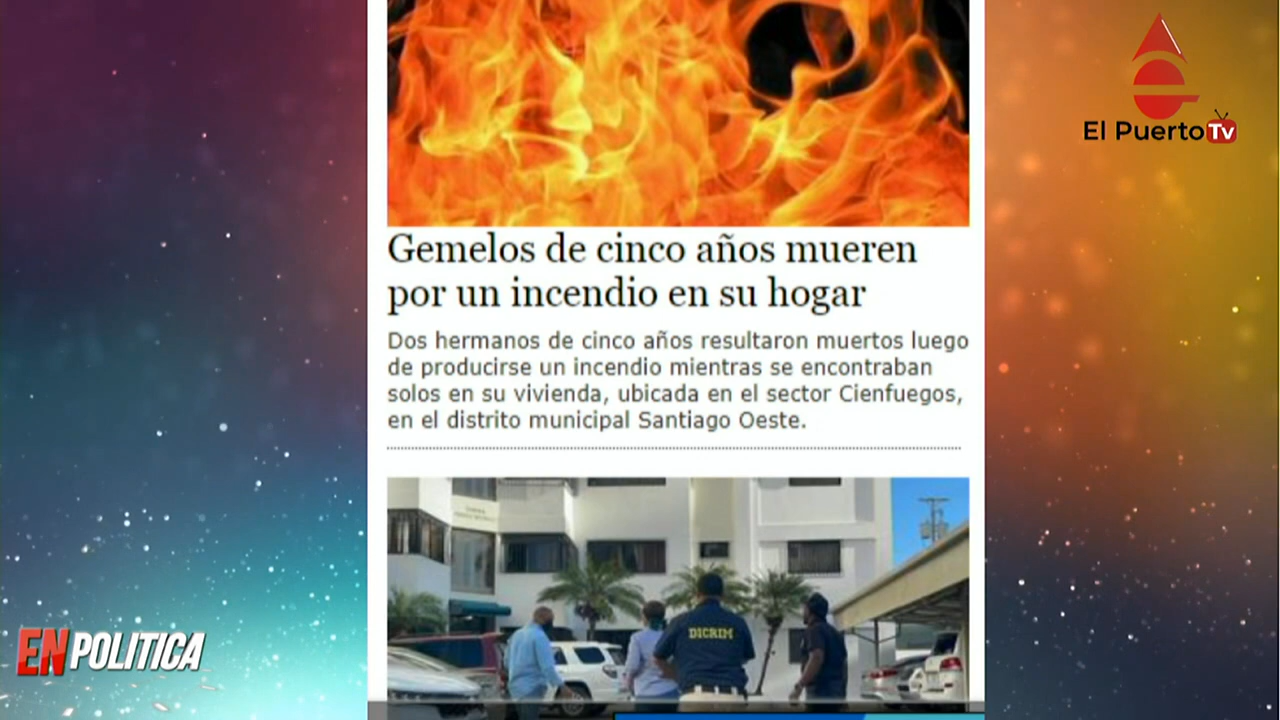 El Puerto Tv
Gemelos de cinco años mueren
por un incendio en su hogar
Dos hermanos de cinco años resultaron muertos luego
de producirse un incendio mientras se encontraban
solos en su vivienda, ubicada en el sector Cienfuegos,
en el distrito municipal Santiago Oeste.
DICRIM
EN POLITICA